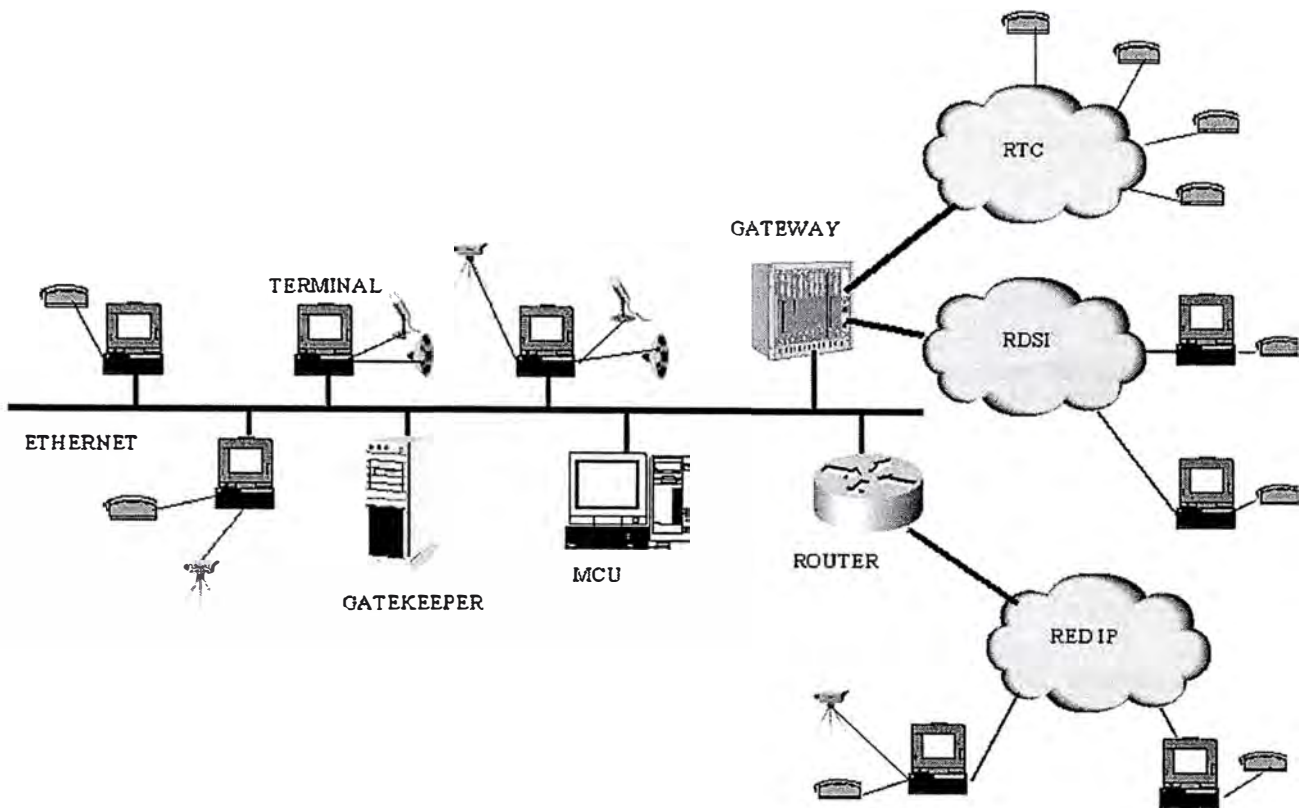 RTC
GATEWAY
TERMINAL
RDSI
ETHERNET
ROUTER
MCU
GATEKEEPER
RED IP